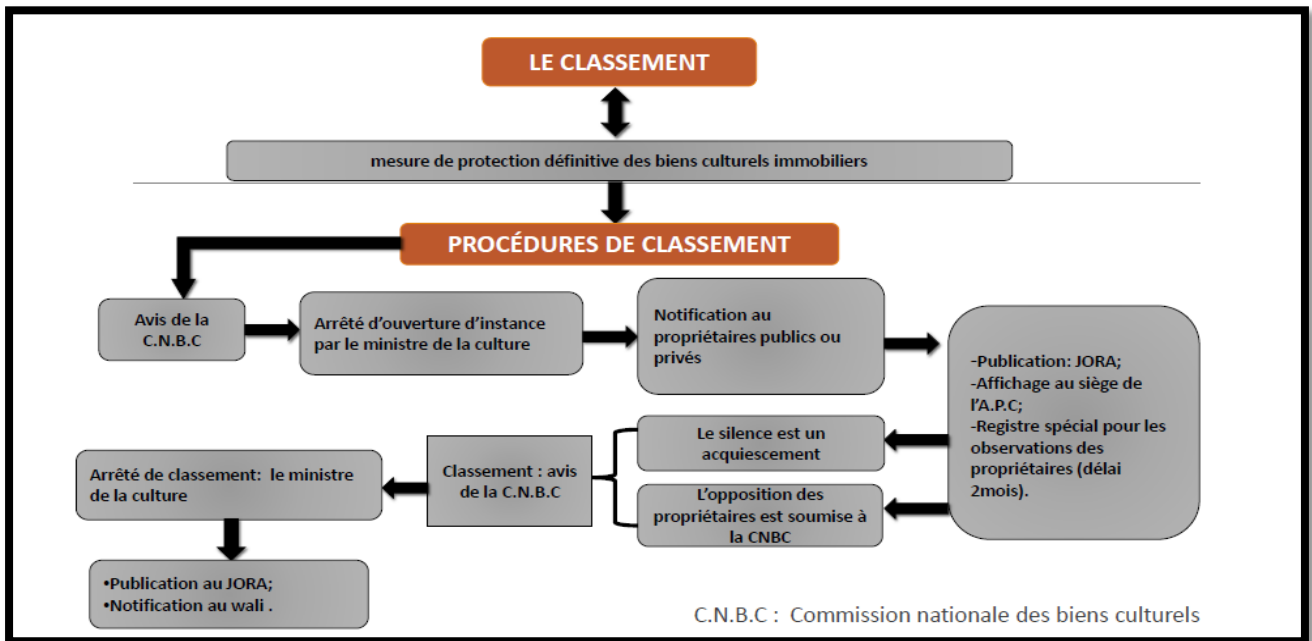 LE CLASSEMENT
mesure de protection définitive des biens culturels immobiliers
PROCÉDURES DE CLASSEMENT
Avis de la
C.N.B.C
Arrêté d’ouverture d’instance
par le ministre de la culture
Notification au
propriétaires publics ou
privés
-Publication: JORA;
-Affichage au siège de
l’A.P.C;
-Registre spécial pour les
observations des
propriétaires (délai
2mois).
Le silence est un
acquiescement
L’opposition des
propriétaires est soumise à
la CNBC
Classement : avis
de la C.N.B.C
Arrêté de classement: le ministre
de la culture
•Publication au JORA;
•Notification au wali .
C.N.B.C : Commission nationale des biens culturels